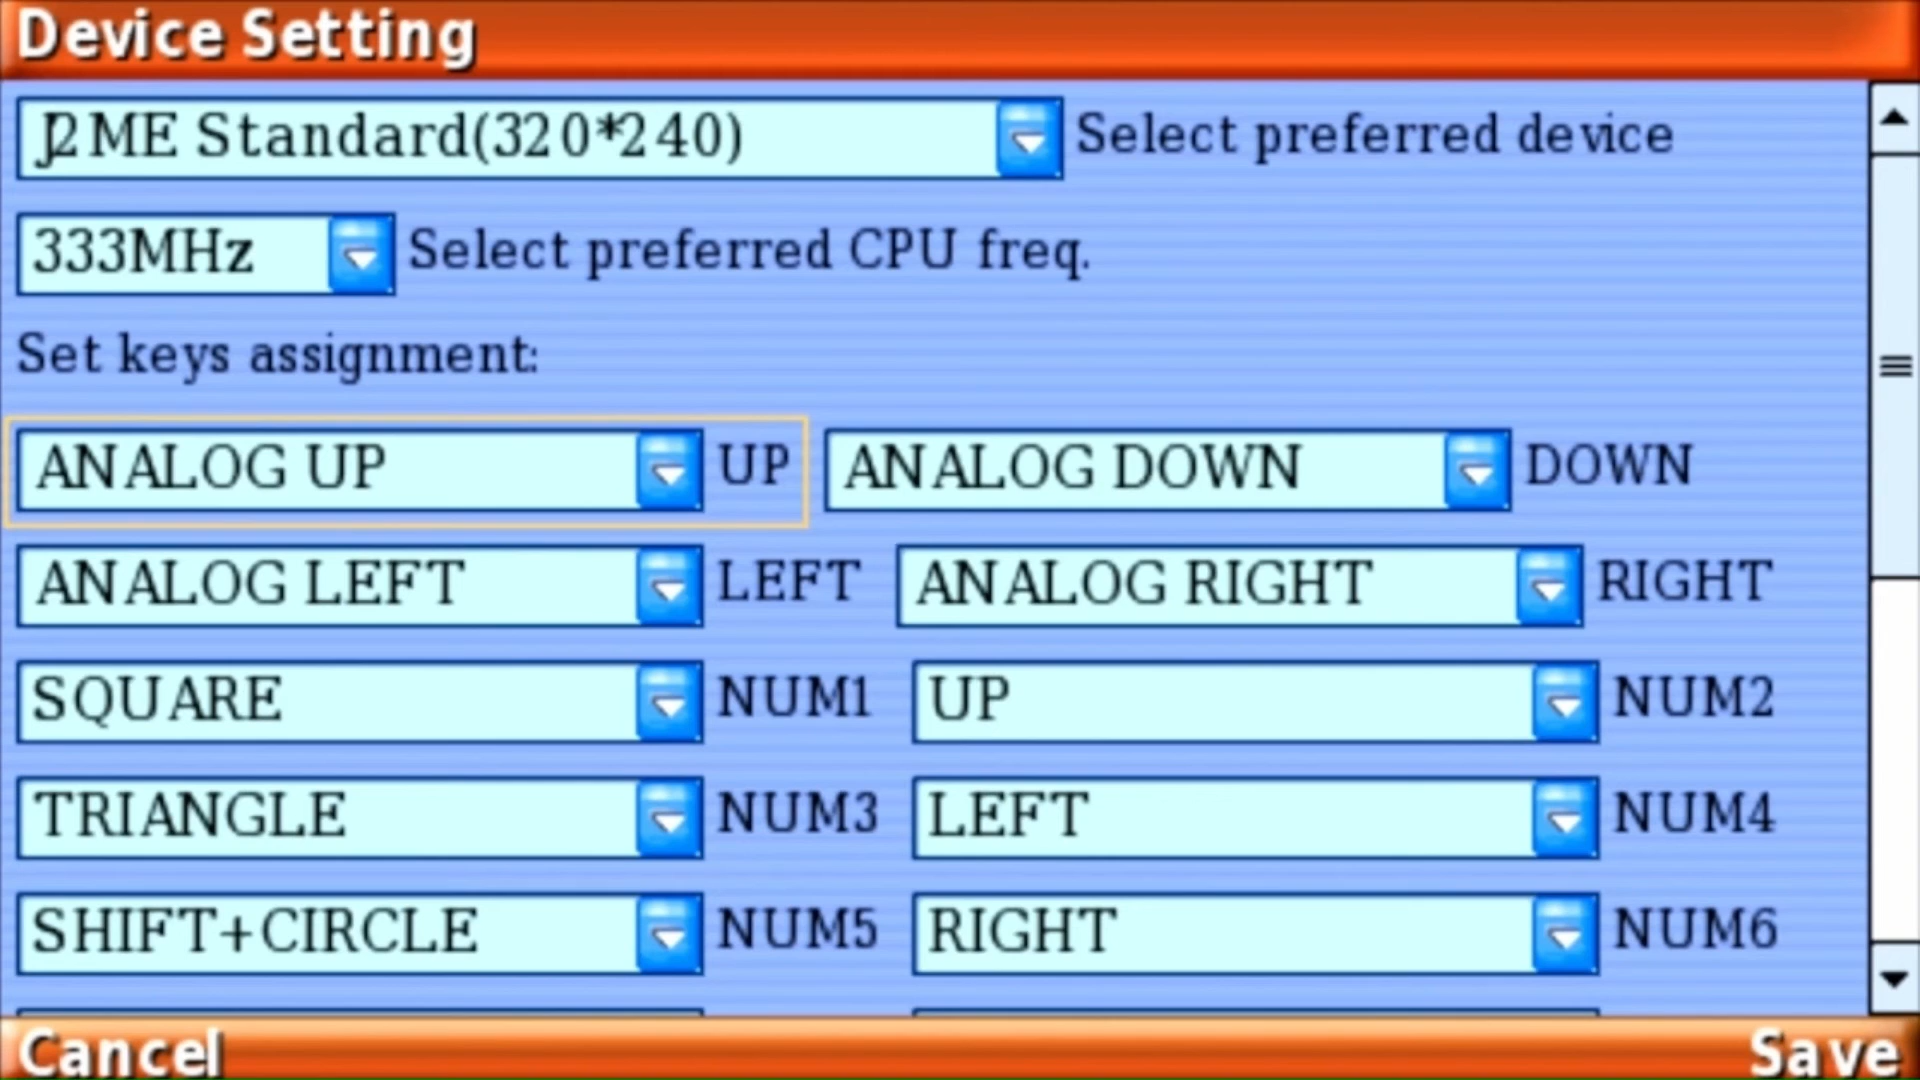 Device Setting
J2ME Standard(320*240) Select preferred device
333MHz Select preferred CPU freq.
Set keys assignment:
ANALOG UP UP ANALOG DOWN DOWN
ANALOG LEFT LEFT ANALOG RIGHT RIGHT
SQUARE NUM1 UP NUM2
TRIANGLE NUM3 LEFT NUM4
SHIFT+CIRCLE NUM5 RIGHT NUM6
Cancel Save